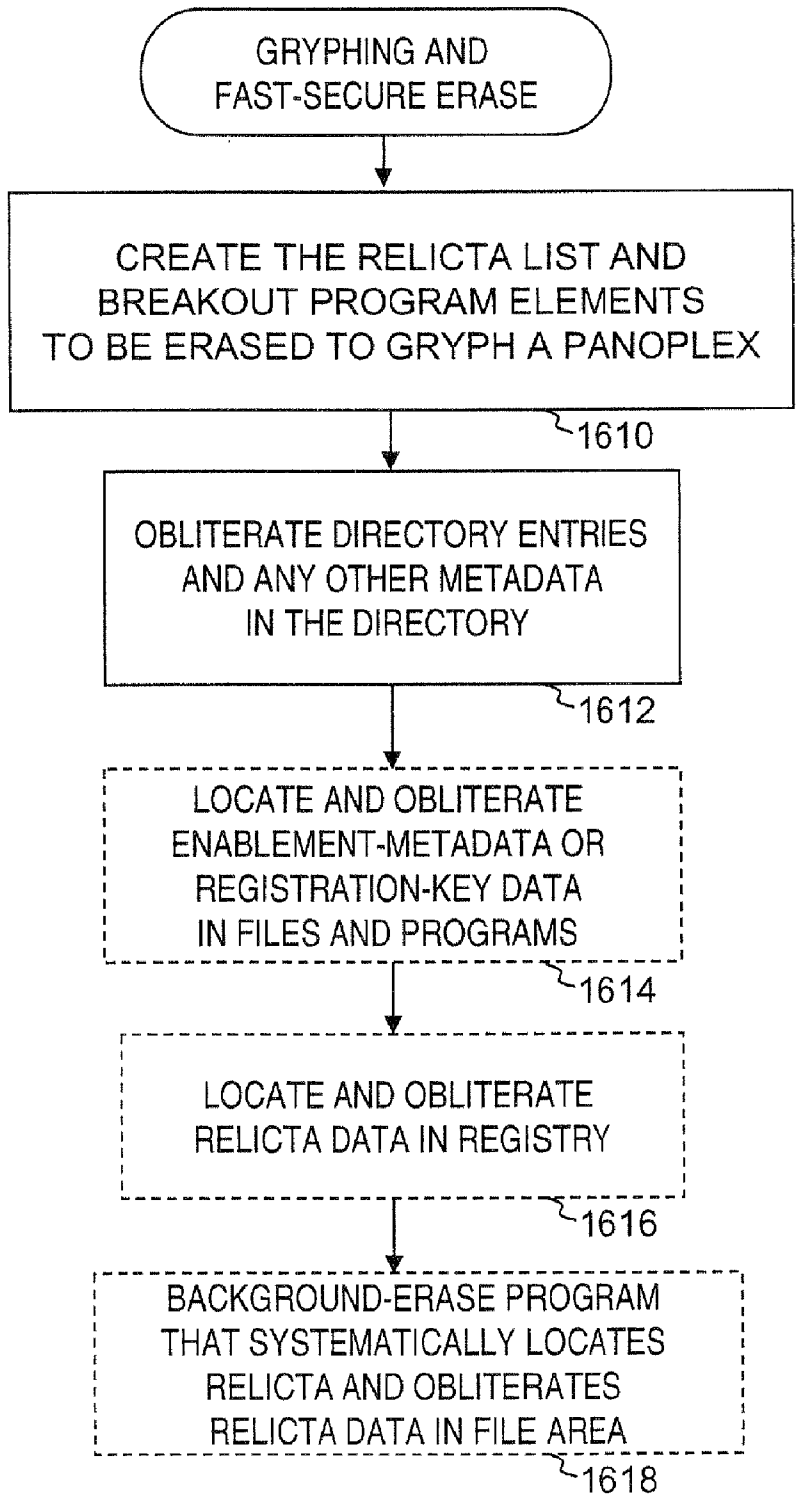 GRYPHING AND
FAST-SECURE ERASE
CREATE THE RELICTA LIST AND
BREAKOUT PROGRAM ELEMENTS
TO BE ERASED TO GRYPH A PANOPLEX
1610
OBLITERATE DIRECTORY ENTRIES
AND ANY OTHER METADATA
IN THE DIRECTORY
1612
LOCATE AND OBLITERATE
ENABLEMENT-METADATA OR
REGISTRATION-KEY DATA
IN FILES AND PROGRAMS
1614
LOCATE AND OBLITERATE
RELICTA DATA IN REGISTRY
1616
BACKGROUND-ERASE PROGRAM
THAT SYSTEMATICALLY LOCATES
RELICTA AND OBLITERATES
RELICTA DATA IN FILE AREA
1618